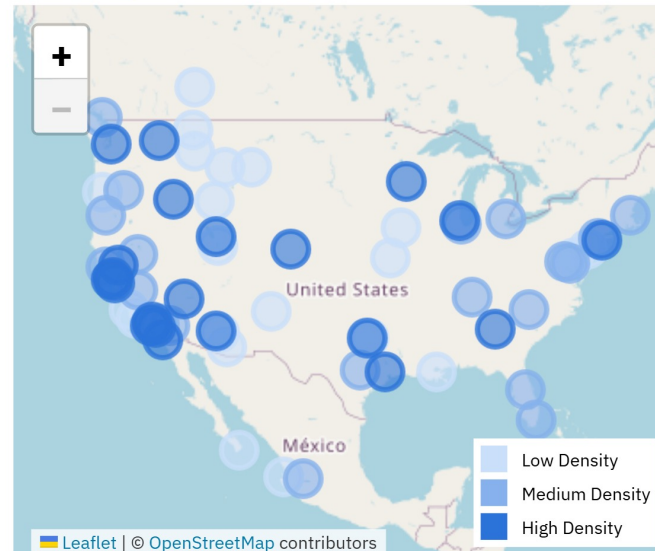 +
−
United States
México
Low Density
Medium Density
High Density
Leaflet | © OpenStreetMap contributors